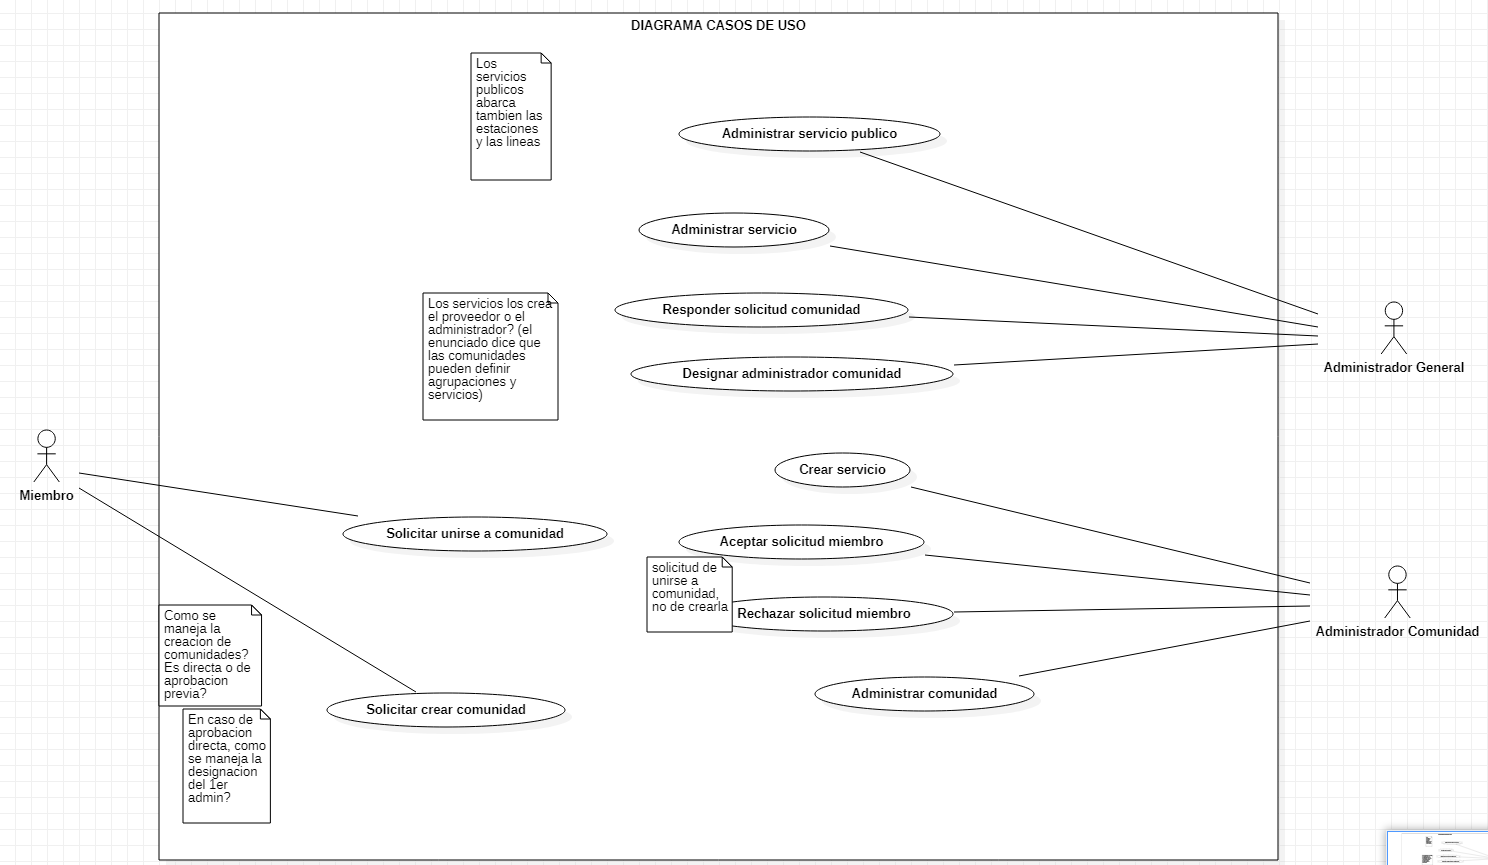 DIAGRAMA CASOS DE USO
Los
servicios
publicos
abarca
tambien las
estaciones
y las lineas
Administrar servicio publico
Administrar servicio
Los servicios los crea
el proveedor o el
administrador? (el
enunciado dice que
las comunidades
pueden definir
agrupaciones y
servicios)
Responder solicitud comunidad
Designar administrador comunidad
Administrador General
Crear servicio
Miembro
Solicitar unirse a comunidad
Aceptar solicitud miembro
solicitud de
unirse a
comunidad,
no de crearla
Rechazar solicitud miembro
Administrador Comunidad
Como se
maneja la
creacion de
comunidades?
Es directa o de
aprobacion
previa?
Administrar comunidad
Solicitar crear comunidad
En caso de
aprobacion
directa, como
se maneja la
designacion
del 1er
admin?